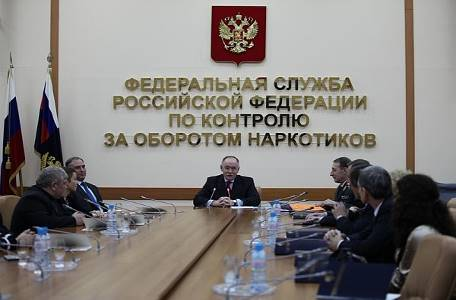 ФЕДЕРАЛЬНАЯ СЛУЖБА
РОССИЙСКОЙ ФЕДЕРАЦИИ
ПО КОНТРОЛЮ
ЗА ОБОРОТОМ НАРКОТИКОВ